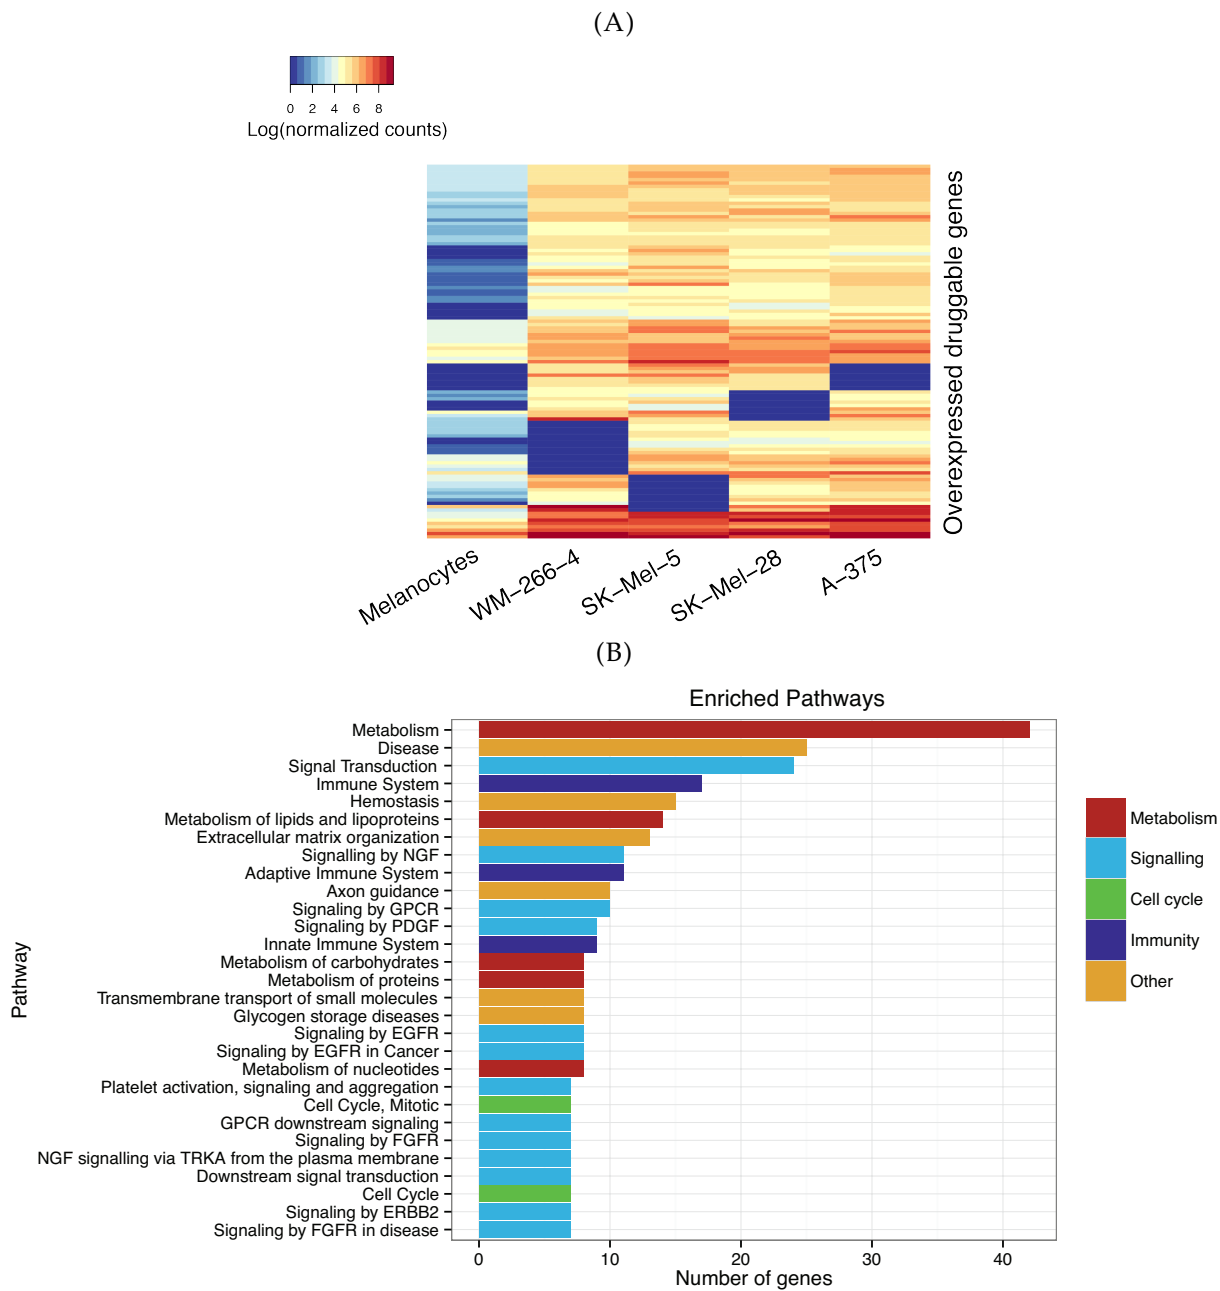 (A)
0 2 4 6 8
Log(normalized counts)
Overexpressed druggable genes
Melanocytes
WM-266-4
SK-Mel-5
SK-Mel-28
A-375
(B)
Enriched Pathways
Pathway
Metabolism
Disease
Signal Transduction
Immune System
Hemostasis
Metabolism of lipids and lipoproteins
Extracellular matrix organization
Signalling by NGF
Adaptive Immune System
Axon guidance
Signaling by GPCR
Signaling by PDGF
Innate Immune System
Metabolism of carbohydrates
Metabolism of proteins
Transmembrane transport of small molecules
Glycogen storage diseases
Signaling by EGFR
Signaling by EGFR in Cancer
Metabolism of nucleotides
Platelet activation, signaling and aggregation
Cell Cycle, Mitotic
GPCR downstream signaling
Signaling by FGFR
NGF signalling via TRKA from the plasma membrane
Downstream signal transduction
Cell Cycle
Signaling by ERBB2
Signaling by FGFR in disease
0 10 20 30 40
Number of genes
Metabolism
Signalling
Cell cycle
Immunity
Other